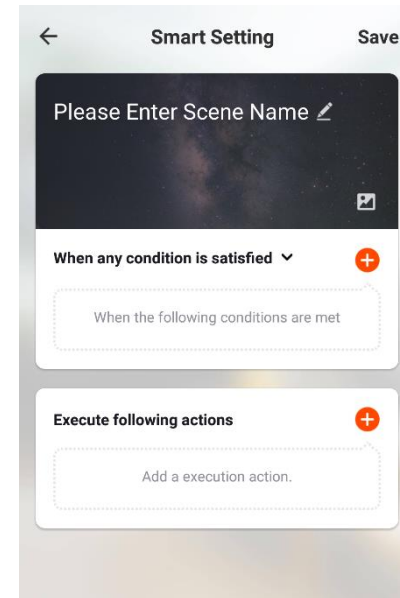 Smart Setting Save
Please Enter Scene Name
When any condition is satisfied
When the following conditions are met
Execute following actions
Add a execution action.